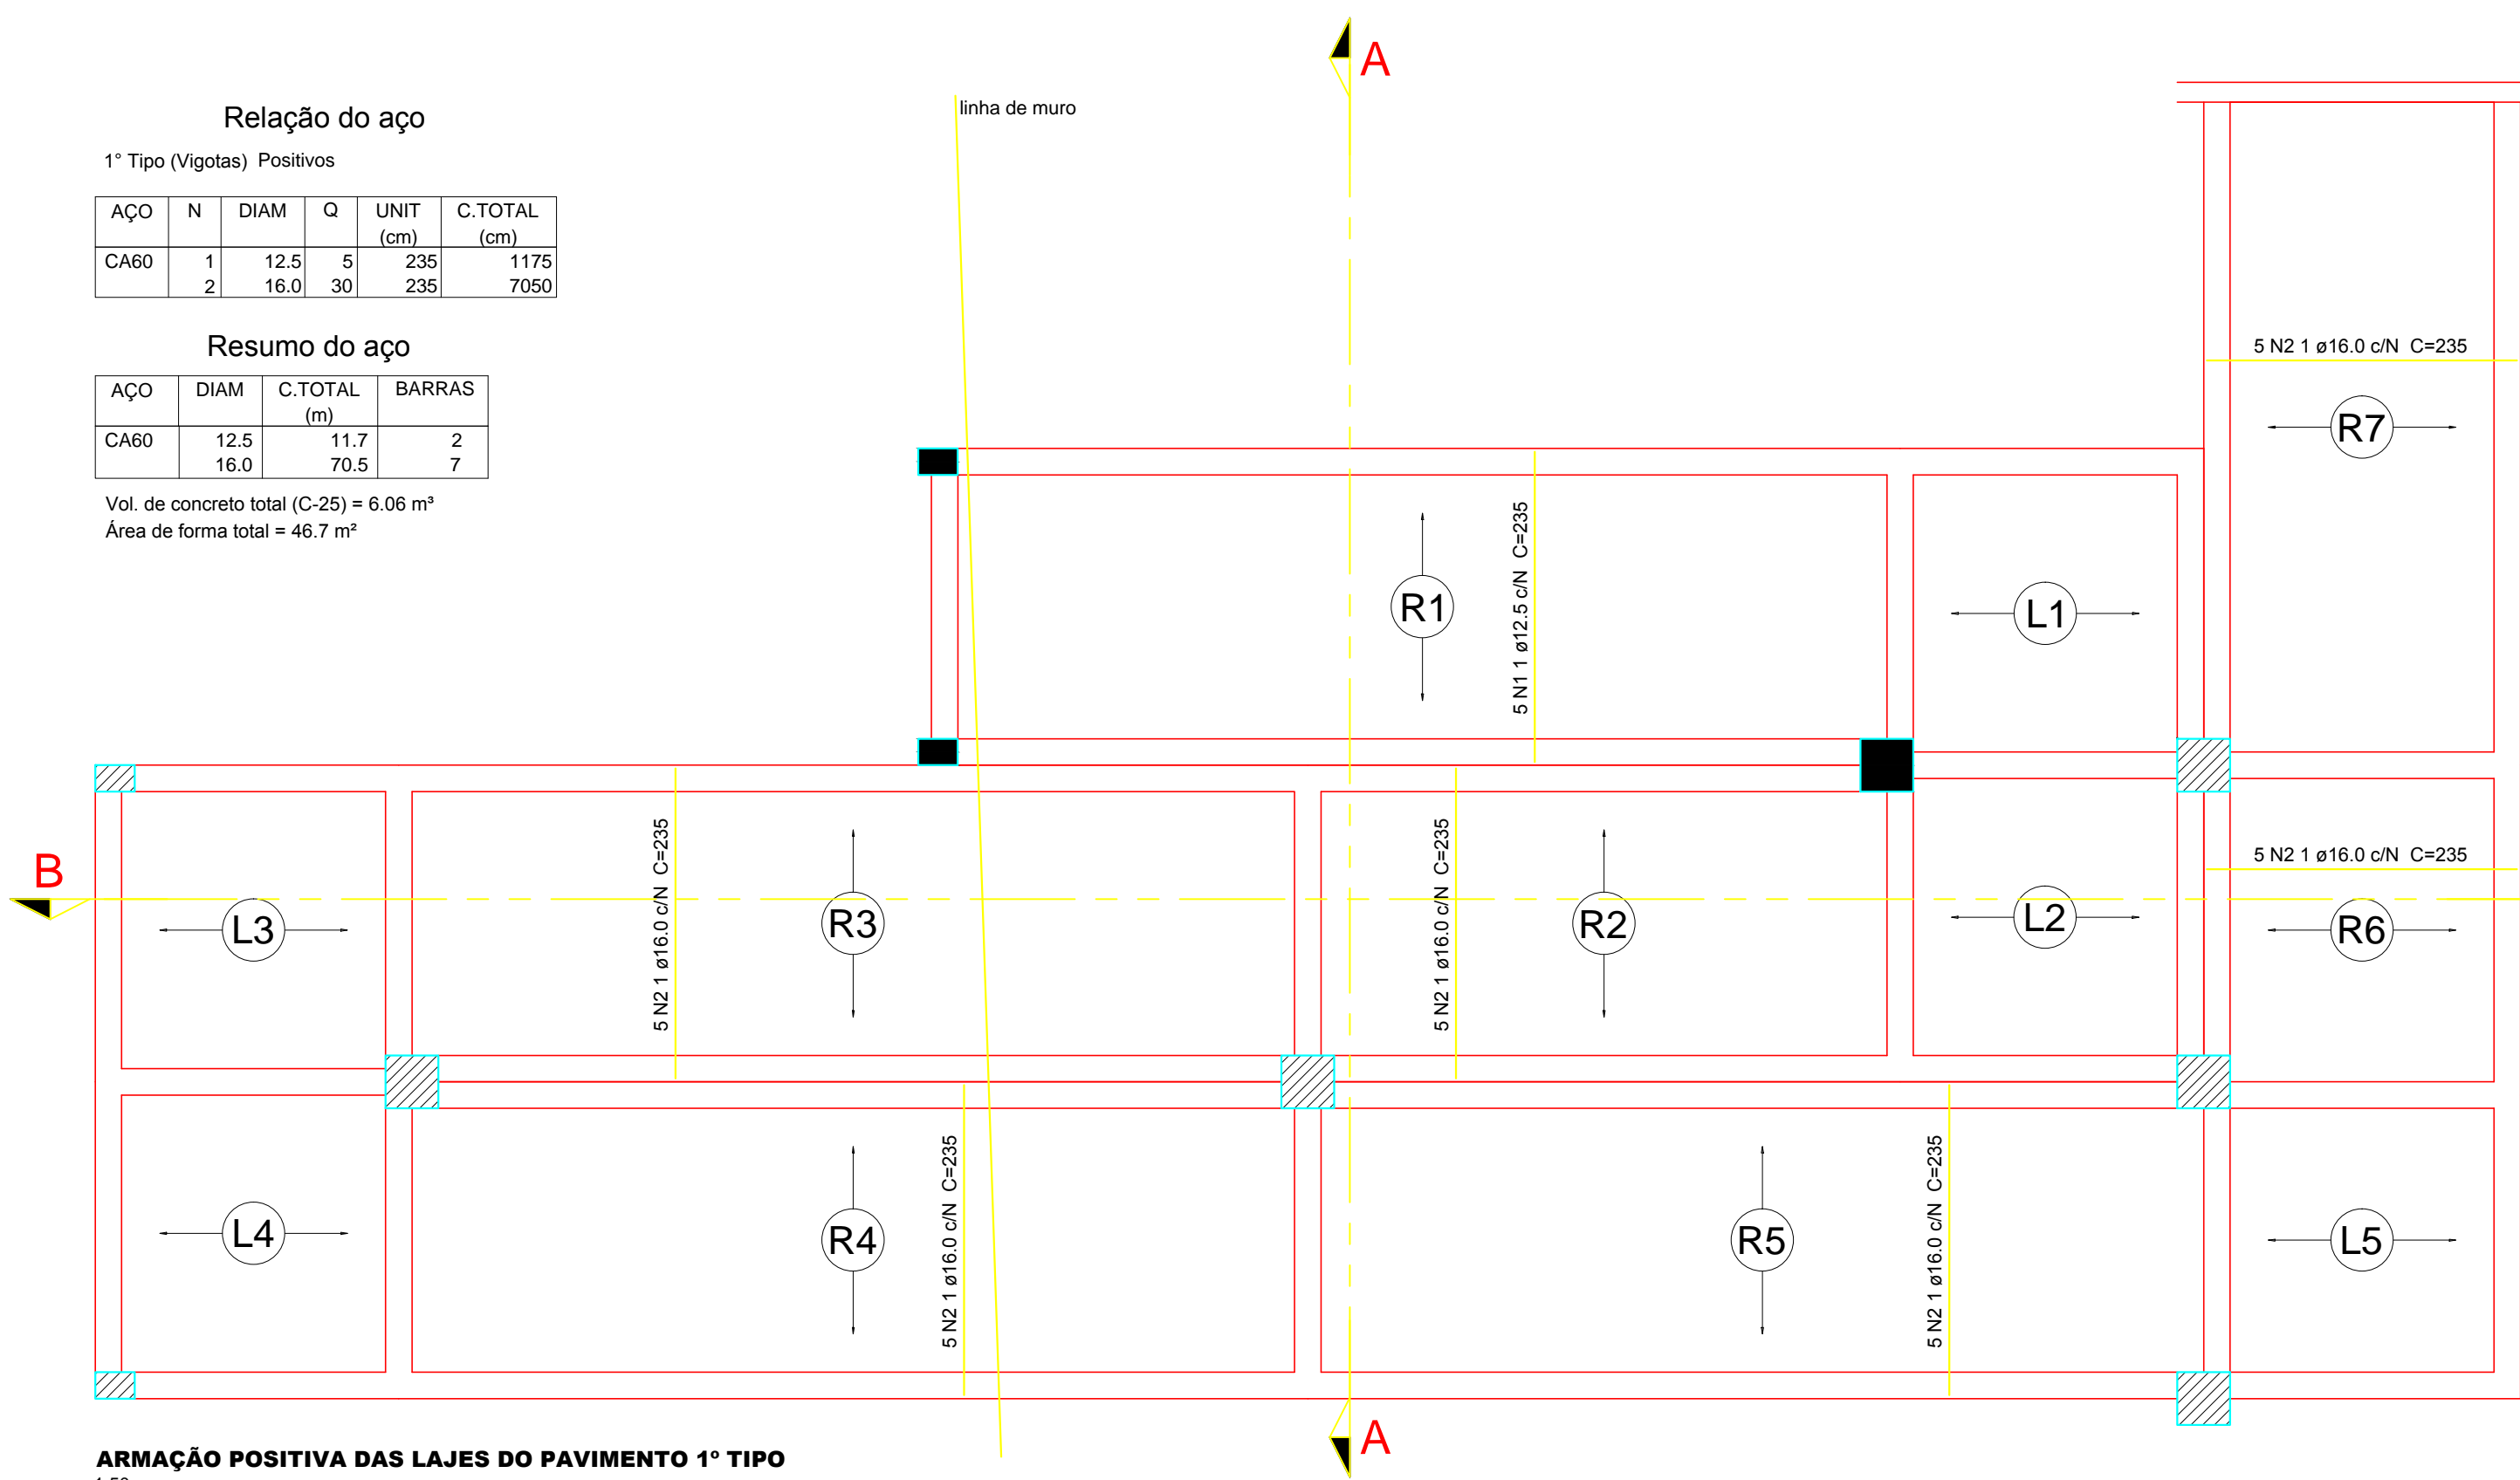 A
linha de muro
Relação do aço
1° Tipo (Vigotas) Positivos
AÇO N DIAM Q UNIT (cm) C.TOTAL (cm)
CA60 1 12.5 5 235 1175
2 16.0 30 235 7050
Resumo do aço
AÇO DIAM C.TOTAL (m) BARRAS
CA60 12.5 11.7 2
16.0 70.5 7
Vol. de concreto total (C-25) = 6.06 m³
Área de forma total = 46.7 m²
5 N2 1 ø16.0 c/N C=235
R7
5 N1 1 ø12.5 c/N C=235
R1
L1
B
L3
5 N2 1 ø16.0 c/N C=235
R3
5 N2 1 ø16.0 c/N C=235
R2
L2
5 N2 1 ø16.0 c/N C=235
R6
L4
R4
5 N2 1 ø16.0 c/N C=235
R5
5 N2 1 ø16.0 c/N C=235
L5
A
ARMAÇÃO POSITIVA DAS LAJES DO PAVIMENTO 1º TIPO